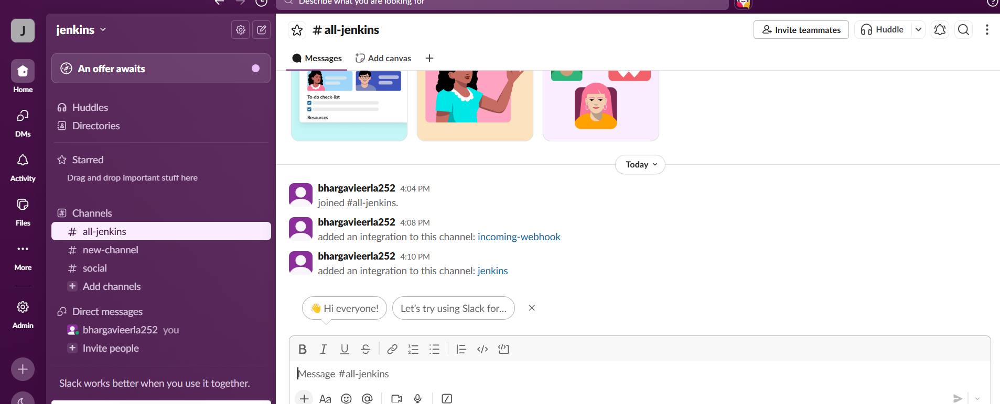 Describe what you are looking for
J
jenkins
An offer awaits
Home
Huddles
Directories
DMs
Starred
Drag and drop important stuff here
Activity
Channels
Files
all-jenkins
new-channel
More
social
Add channels
Direct messages
Admin
bhargavieerla252 you
Invite people
Slack works better when you use it together.
# all-jenkins
Invite teammates
Huddle
Messages
Add canvas
To-do check-list
Resources
Today
bhargavieerla252 4:04 PM
joined #all-jenkins.
bhargavieerla252 4:08 PM
added an integration to this channel: incoming-webhook
bhargavieerla252 4:10 PM
added an integration to this channel: jenkins
👋 Hi everyone!
Let's try using Slack for...
B I U S
Message #all-jenkins
Aa